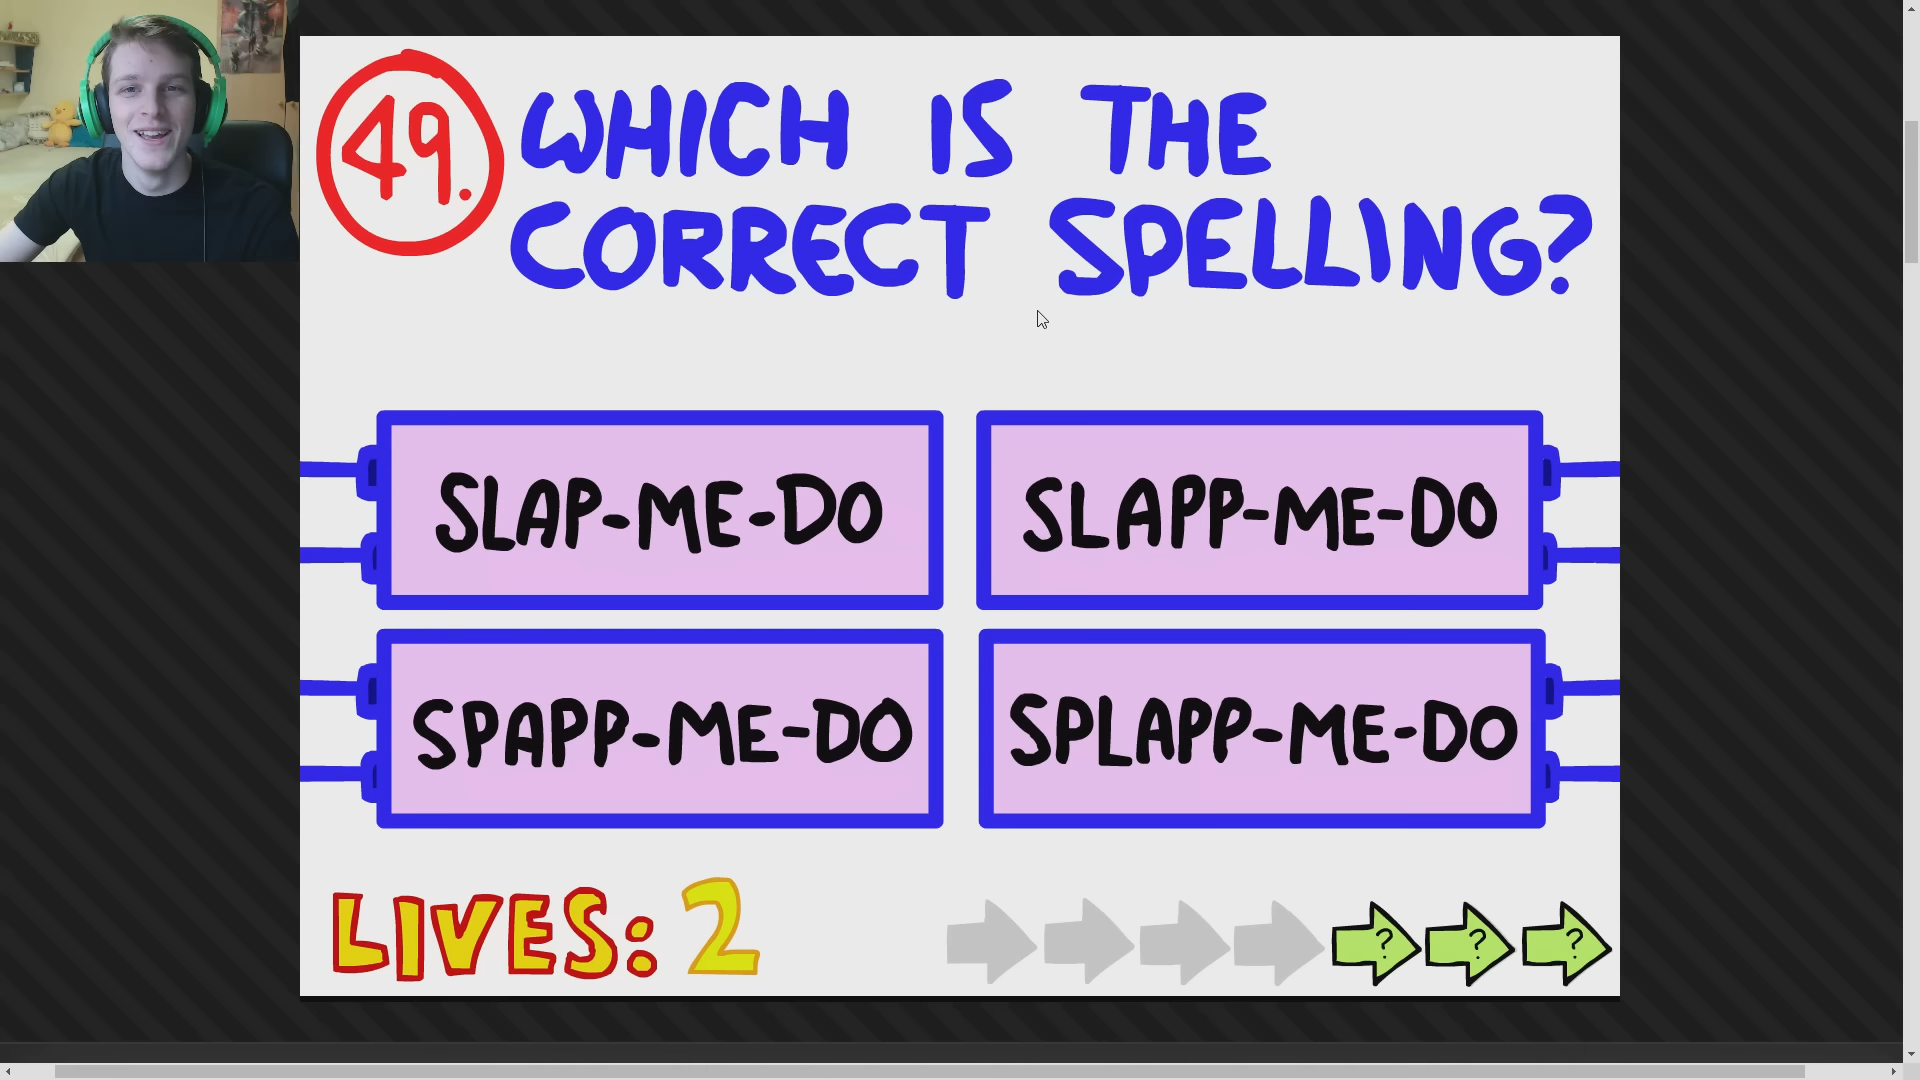 49.
WHICH IS THE
CORRECT SPELLING?
SLAP-ME-DO
SLAPP-ME-DO
SPAPP-ME-DO
SPLAPP-ME-DO
LIVES: 2
? ? ?